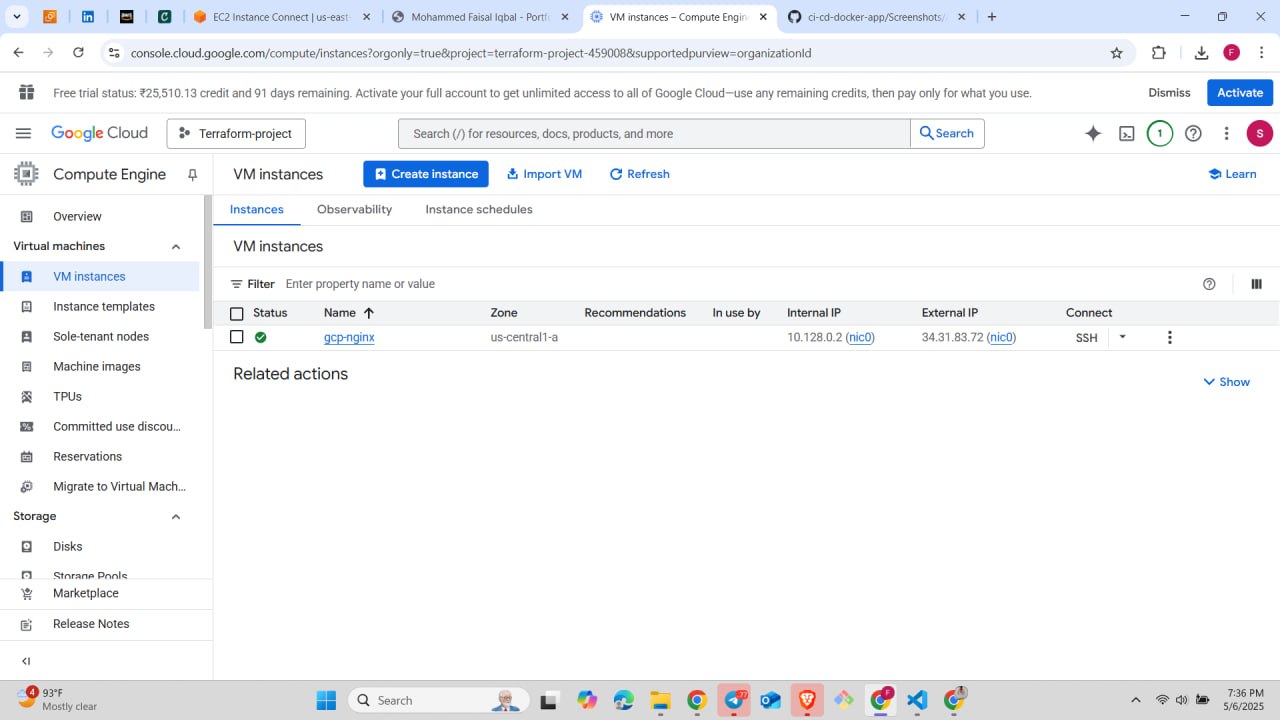 EC2 Instance Connect | us-east-
Mohammed Faisal Iqbal - Portf
VM instances – Compute Engin
ci-cd-docker-app/Screenshots/
console.cloud.google.com/compute/instances?orgonly=true&project=terraform-project-459008&supportedpurview=organizationId
F
Free trial status: ₹25,510.13 credit and 91 days remaining. Activate your full account to get unlimited access to all of Google Cloud—use any remaining credits, then pay only for what you use.
Dismiss
Activate
Google Cloud
Terraform-project
Search (/) for resources, docs, products, and more
Search
1
S
Compute Engine
VM instances
Create instance
Import VM
Refresh
Learn
Overview
Virtual machines
VM instances
Instance templates
Sole-tenant nodes
Machine images
TPUs
Committed use discou...
Reservations
Migrate to Virtual Mach...
Storage
Disks
Storage Pools
Marketplace
Release Notes
Instances
Observability
Instance schedules
VM instances
Filter
Enter property name or value
Status Name Zone Recommendations In use by Internal IP External IP Connect
gcp-nginx us-central1-a 10.128.0.2 (nic0) 34.31.83.72 (nic0) SSH
Related actions
Show
4
93°F
Mostly clear
Search
77
F
7:36 PM
5/6/2025